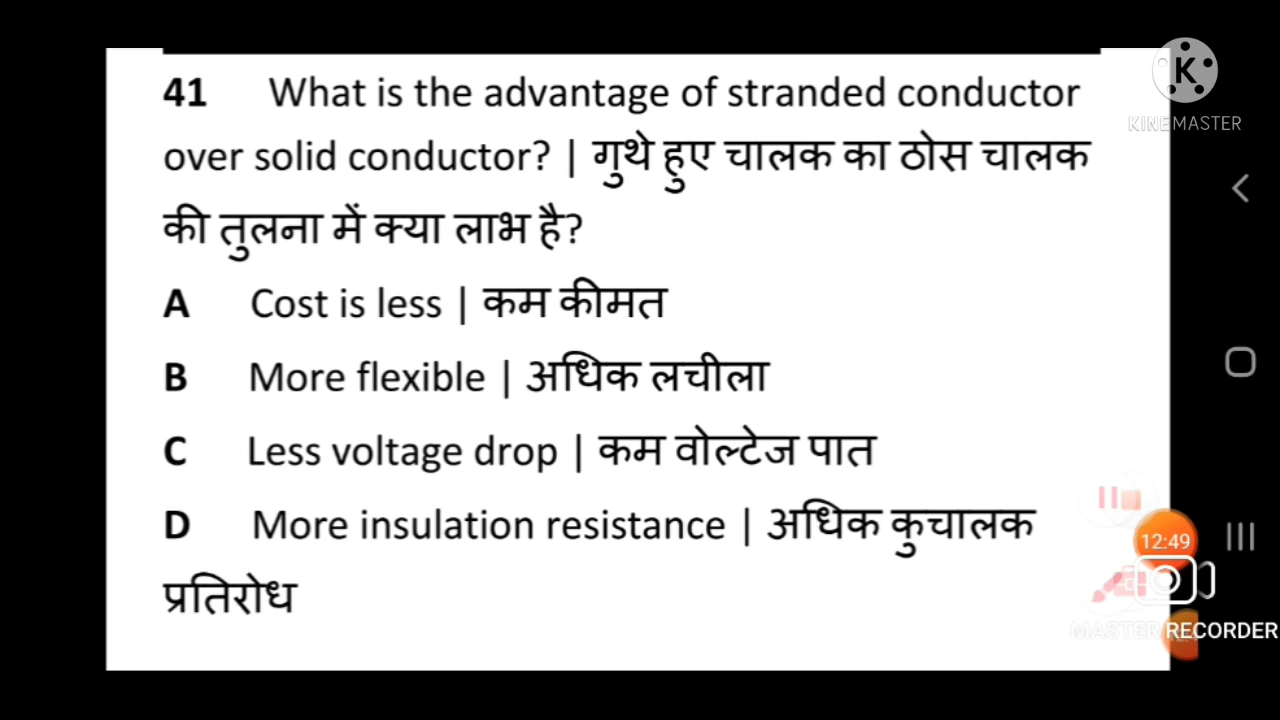 41 What is the advantage of stranded conductor
over solid conductor? | गुथे हुए चालक का ठोस चालक
की तुलना में क्या लाभ है?
A Cost is less | कम कीमत
B More flexible | अधिक लचीला
C Less voltage drop | कम वोल्टेज पात
D More insulation resistance | अधिक कुचालक
प्रतिरोध
K
KINEMASTER
12:49
MASTER RECORDER